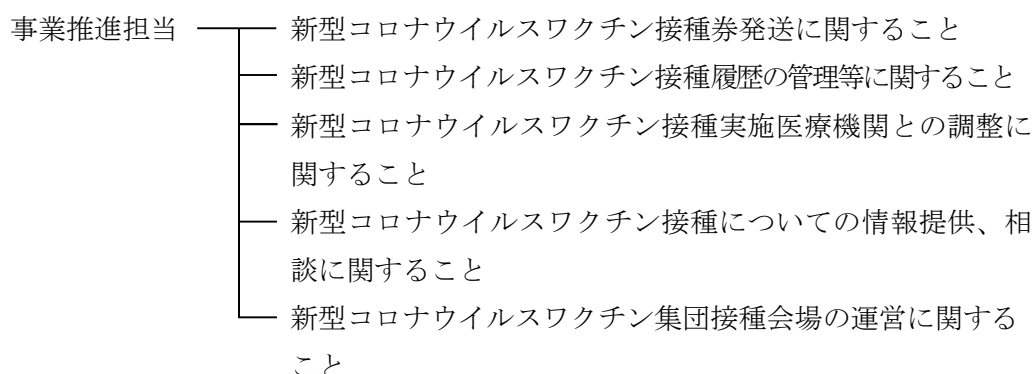 事業推進担当 新型コロナウイルスワクチン接種券発送に関すること
新型コロナウイルスワクチン接種履歴の管理等に関すること
新型コロナウイルスワクチン接種実施医療機関との調整に
関すること
新型コロナウイルスワクチン接種についての情報提供、相
談に関すること
新型コロナウイルスワクチン集団接種会場の運営に関する
こと